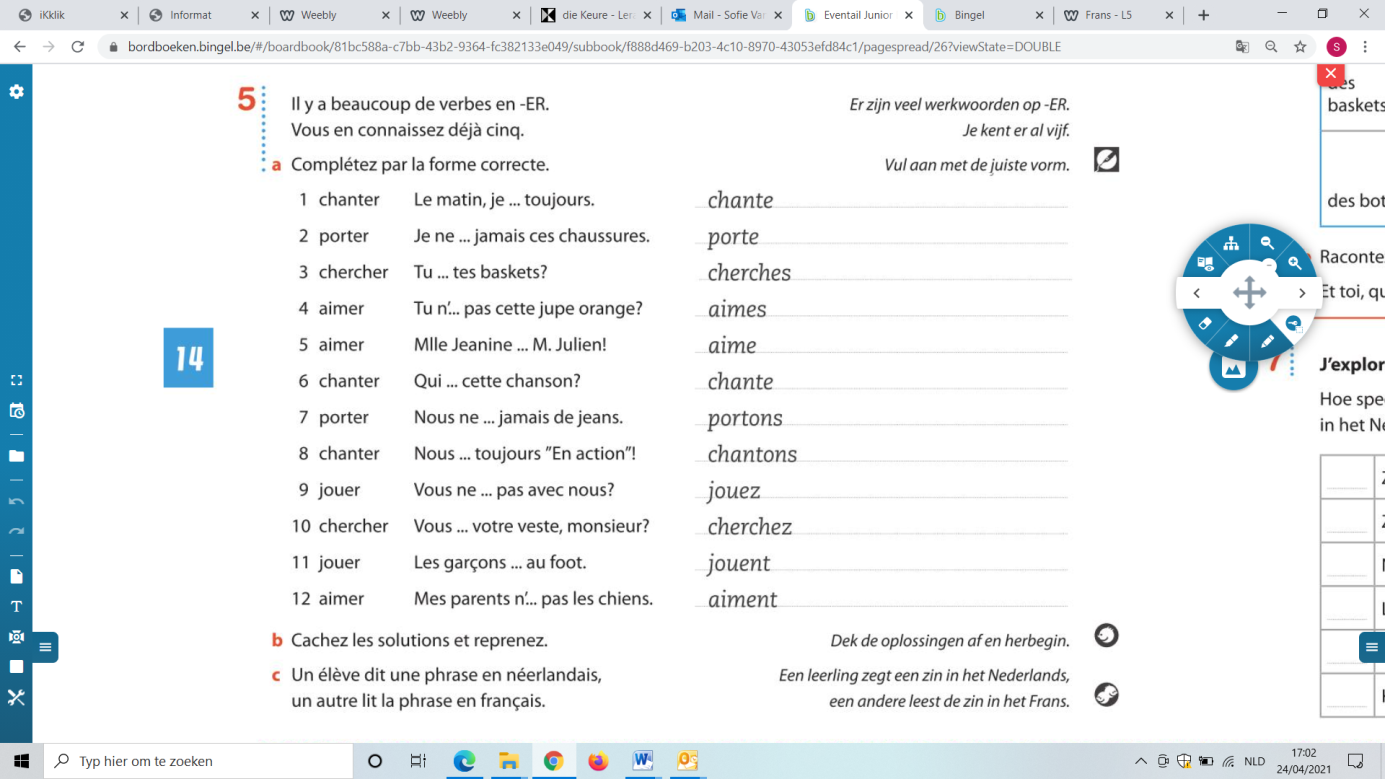 iKklik
Informat
Weebly
Weebly
die Keure - Ler
Mail - Sofie Va
Eventail Junior
Bingel
Frans - L5
bordboeken.bingel.be/#/boardbook/81bc588a-c7bb-43b2-9364-fc382133e049/subbook/f888d469-b203-4c10-8970-43053efd84c1/pagespread/26?viewState=DOUBLE
S
5 Il y a beaucoup de verbes en -ER. Er zijn veel werkwoorden op -ER.
Vous en connaissez déjà cinq. Je kent er al vijf.
a Complétez par la forme correcte. Vul aan met de juiste vorm.
1 chanter Le matin, je ... toujours. chante
2 porter Je ne ... jamais ces chaussures. porte
3 chercher Tu ... tes baskets? cherches
4 aimer Tu n'... pas cette jupe orange? aimes
5 aimer Mlle Jeanine ... M. Julien! aime
6 chanter Qui ... cette chanson? chante
7 porter Nous ne ... jamais de jeans. portons
8 chanter Nous ... toujours "En action"! chantons
9 jouer Vous ne ... pas avec nous? jouez
10 chercher Vous ... votre veste, monsieur? cherchez
11 jouer Les garçons ... au foot. jouent
12 aimer Mes parents n'... pas les chiens. aiment
b Cachez les solutions et reprenez. Dek de oplossingen af en herbegin.
c Un élève dit une phrase en néerlandais, Een leerling zegt een zin in het Nederlands,
un autre lit la phrase en français. een andere leest de zin in het Frans.
14
des
baskets
des bot
Raconte
Et toi, qu
7 J'explor
Hoe spe
in het N
T
Typ hier om te zoeken
NLD
17:02
24/04/2021